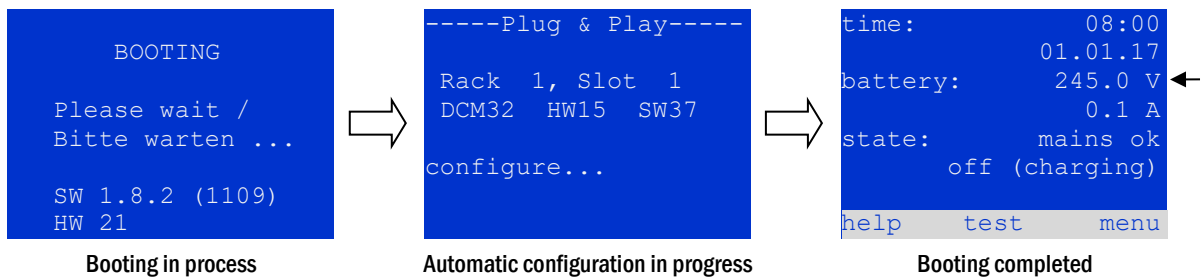 BOOTING
Please wait /
Bitte warten ...
SW 1.8.2 (1109)
HW 21
Booting in process
-----Plug & Play-----
Rack 1, Slot 1
DCM32 HW15 SW37
configure...
Automatic configuration in progress
time: 08:00
01.01.17
battery: 245.0 V
0.1 A
state: mains ok
off (charging)
help test menu
Booting completed